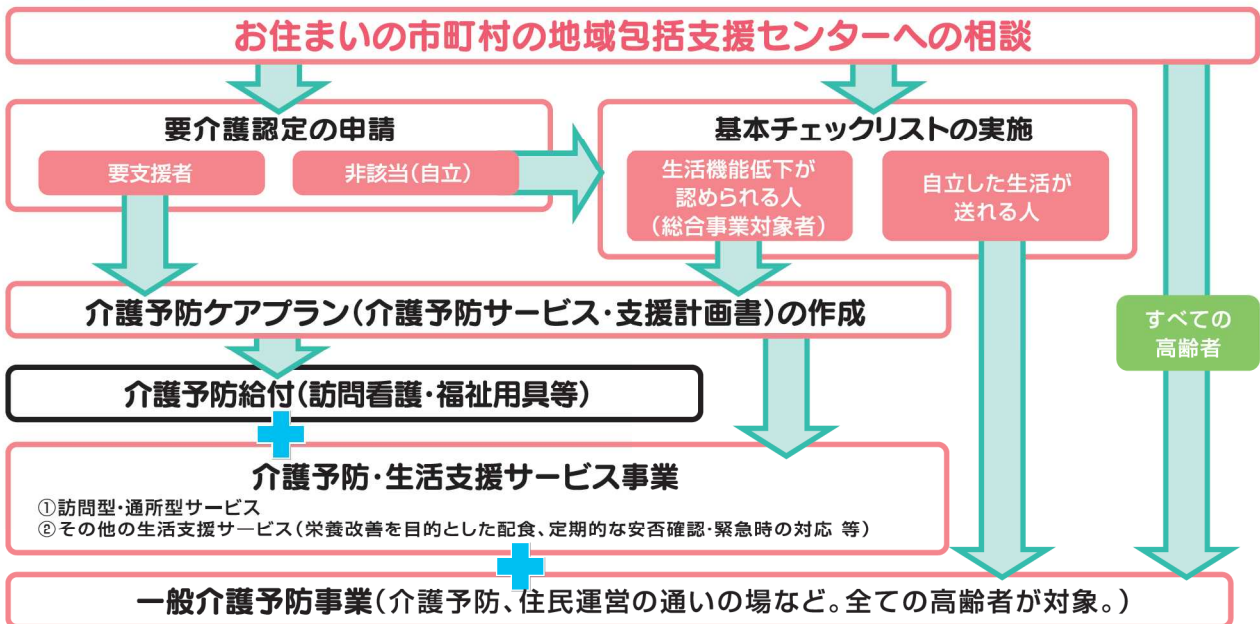 お住まいの市町村の地域包括支援センターへの相談
要介護認定の申請
要支援者
非該当(自立)
基本チェックリストの実施
生活機能低下が
認められる人
(総合事業対象者)
自立した生活が
送れる人
介護予防ケアプラン(介護予防サービス・支援計画書)の作成
すべての
高齢者
介護予防給付(訪問看護・福祉用具等)
介護予防・生活支援サービス事業
①訪問型・通所型サービス
②その他の生活支援サービス(栄養改善を目的とした配食、定期的な安否確認・緊急時の対応 等)
一般介護予防事業(介護予防、住民運営の通いの場など。全ての高齢者が対象。)